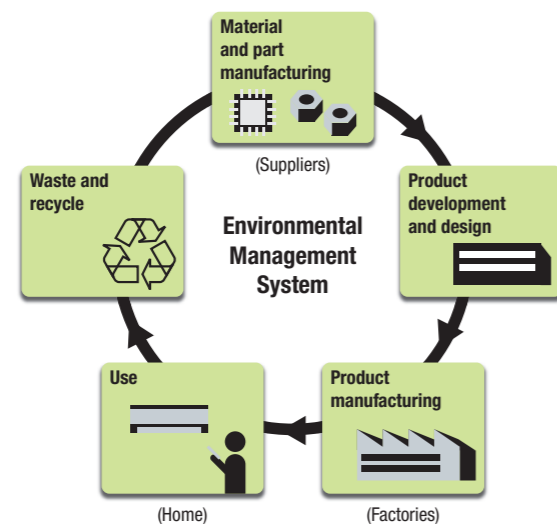 Material
and part
manufacturing
(Suppliers)
Product
development
and design
Product
manufacturing
(Factories)
Use
(Home)
Waste and
recycle
Environmental
Management
System